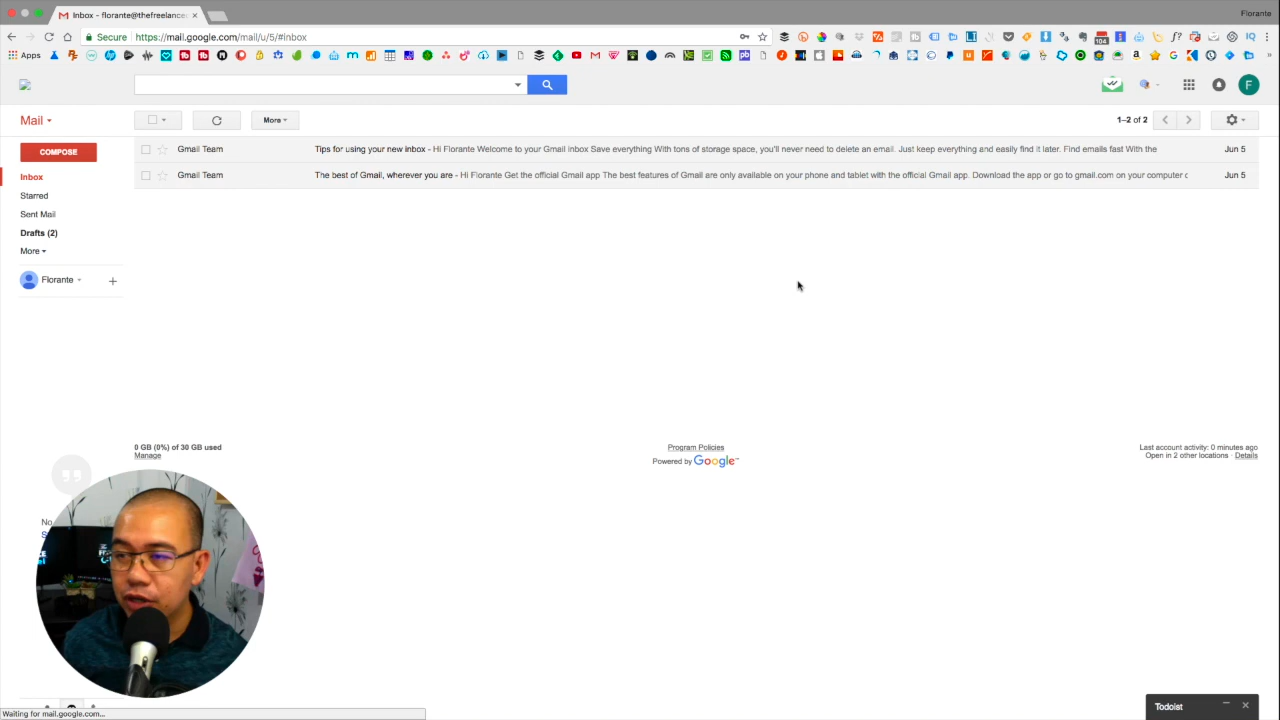 Inbox - florante@thefreelance
Florante
Secure https://mail.google.com/mail/u/5/#inbox
Apps
104
IQ
F
Mail
More
1–2 of 2
COMPOSE
Gmail Team Tips for using your new inbox - Hi Florante Welcome to your Gmail inbox Save everything With tons of storage space, you'll never need to delete an email. Just keep everything and easily find it later. Find emails fast With the Jun 5
Gmail Team The best of Gmail, wherever you are - Hi Florante Get the official Gmail app The best features of Gmail are only available on your phone and tablet with the official Gmail app. Download the app or go to gmail.com on your computer c Jun 5
Inbox
Starred
Sent Mail
Drafts (2)
More
Florante
0 GB (0%) of 30 GB used
Manage
Program Policies
Powered by Google™
Last account activity: 0 minutes ago
Open in 2 other locations · Details
No
Waiting for mail.google.com...
Todoist